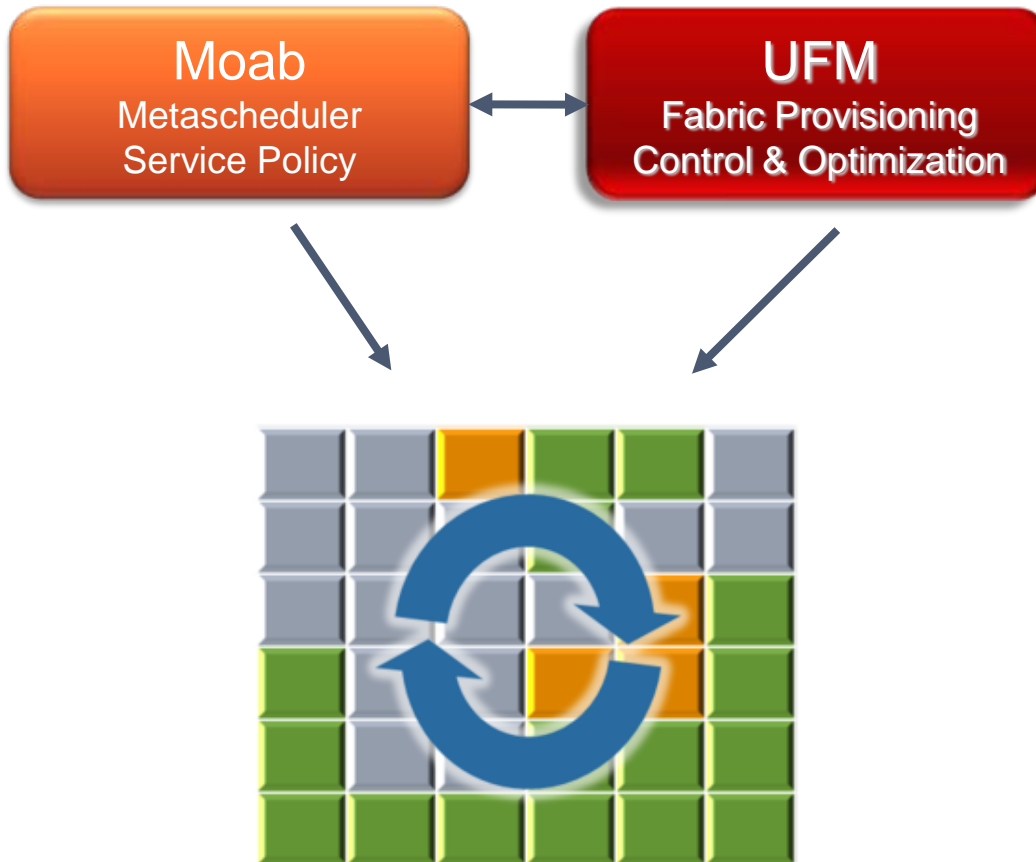 Moab
Metascheduler
Service Policy
UFM
Fabric Provisioning
Control & Optimization